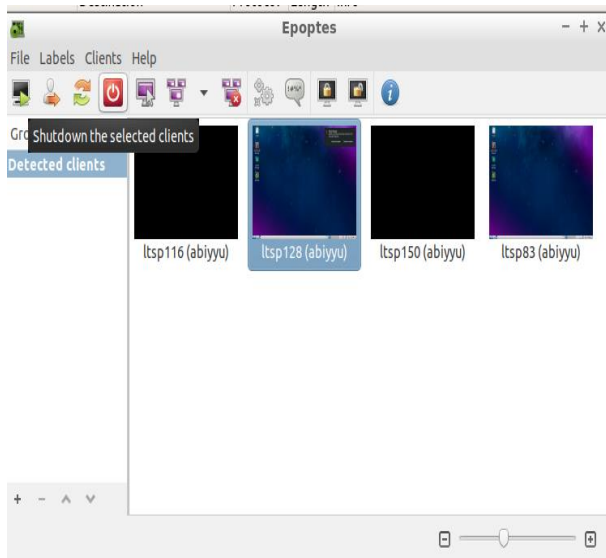 Epoptes
File Labels Clients Help
Shutdown the selected clients
Detected clients
ltsp116 (abiyyu)
ltsp128 (abiyyu)
ltsp150 (abiyyu)
ltsp83 (abiyyu)